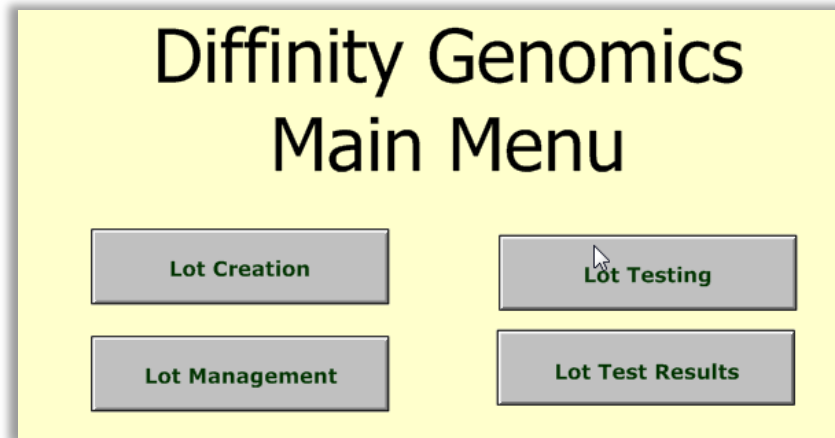 Diffinity Genomics
Main Menu
Lot Creation
Lot Testing
Lot Management
Lot Test Results